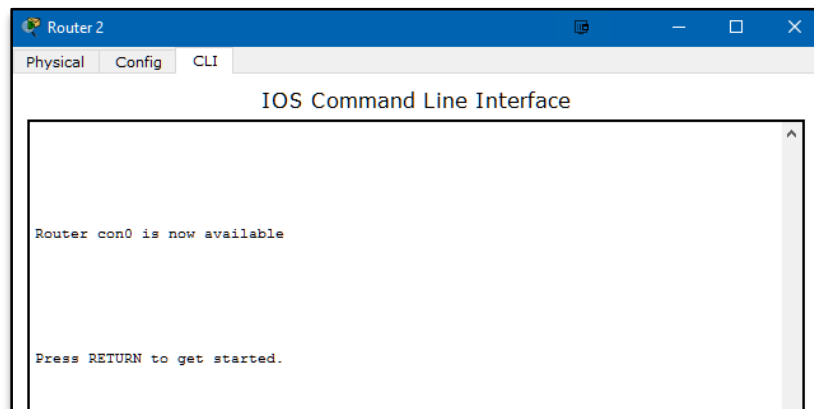 Router 2
Physical Config CLI
IOS Command Line Interface
Router con0 is now available
Press RETURN to get started.